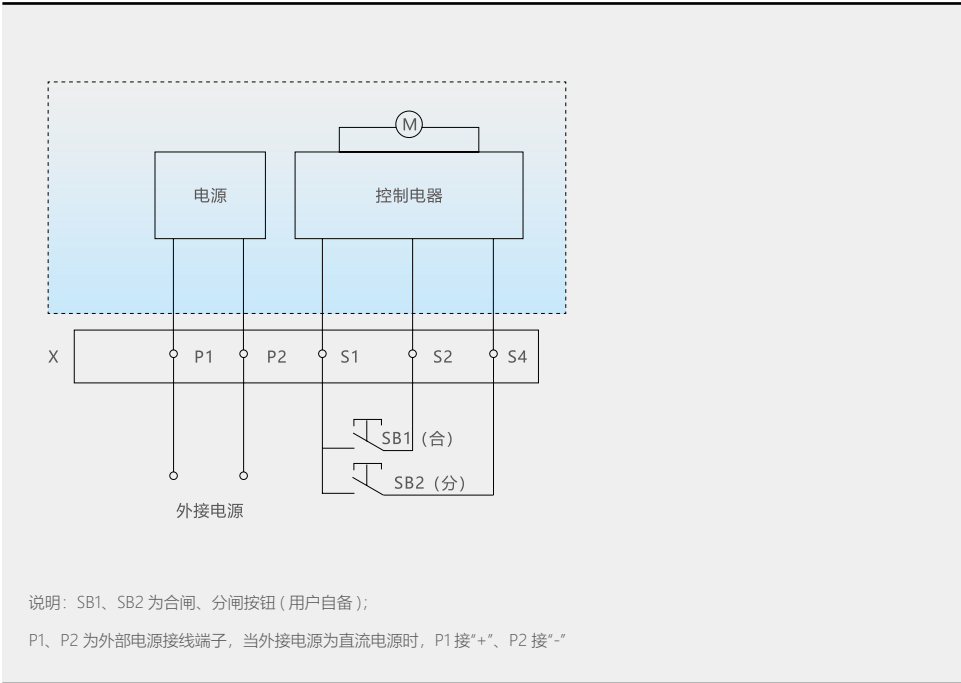 M
电源
控制电器
X P1 P2 S1 S2 S4
SB1 (合)
SB2 (分)
外接电源
说明：SB1、SB2 为合闸、分闸按钮 ( 用户自备 )；
P1、P2 为外部电源接线端子，当外接电源为直流电源时，P1 接“+”、P2 接“-”